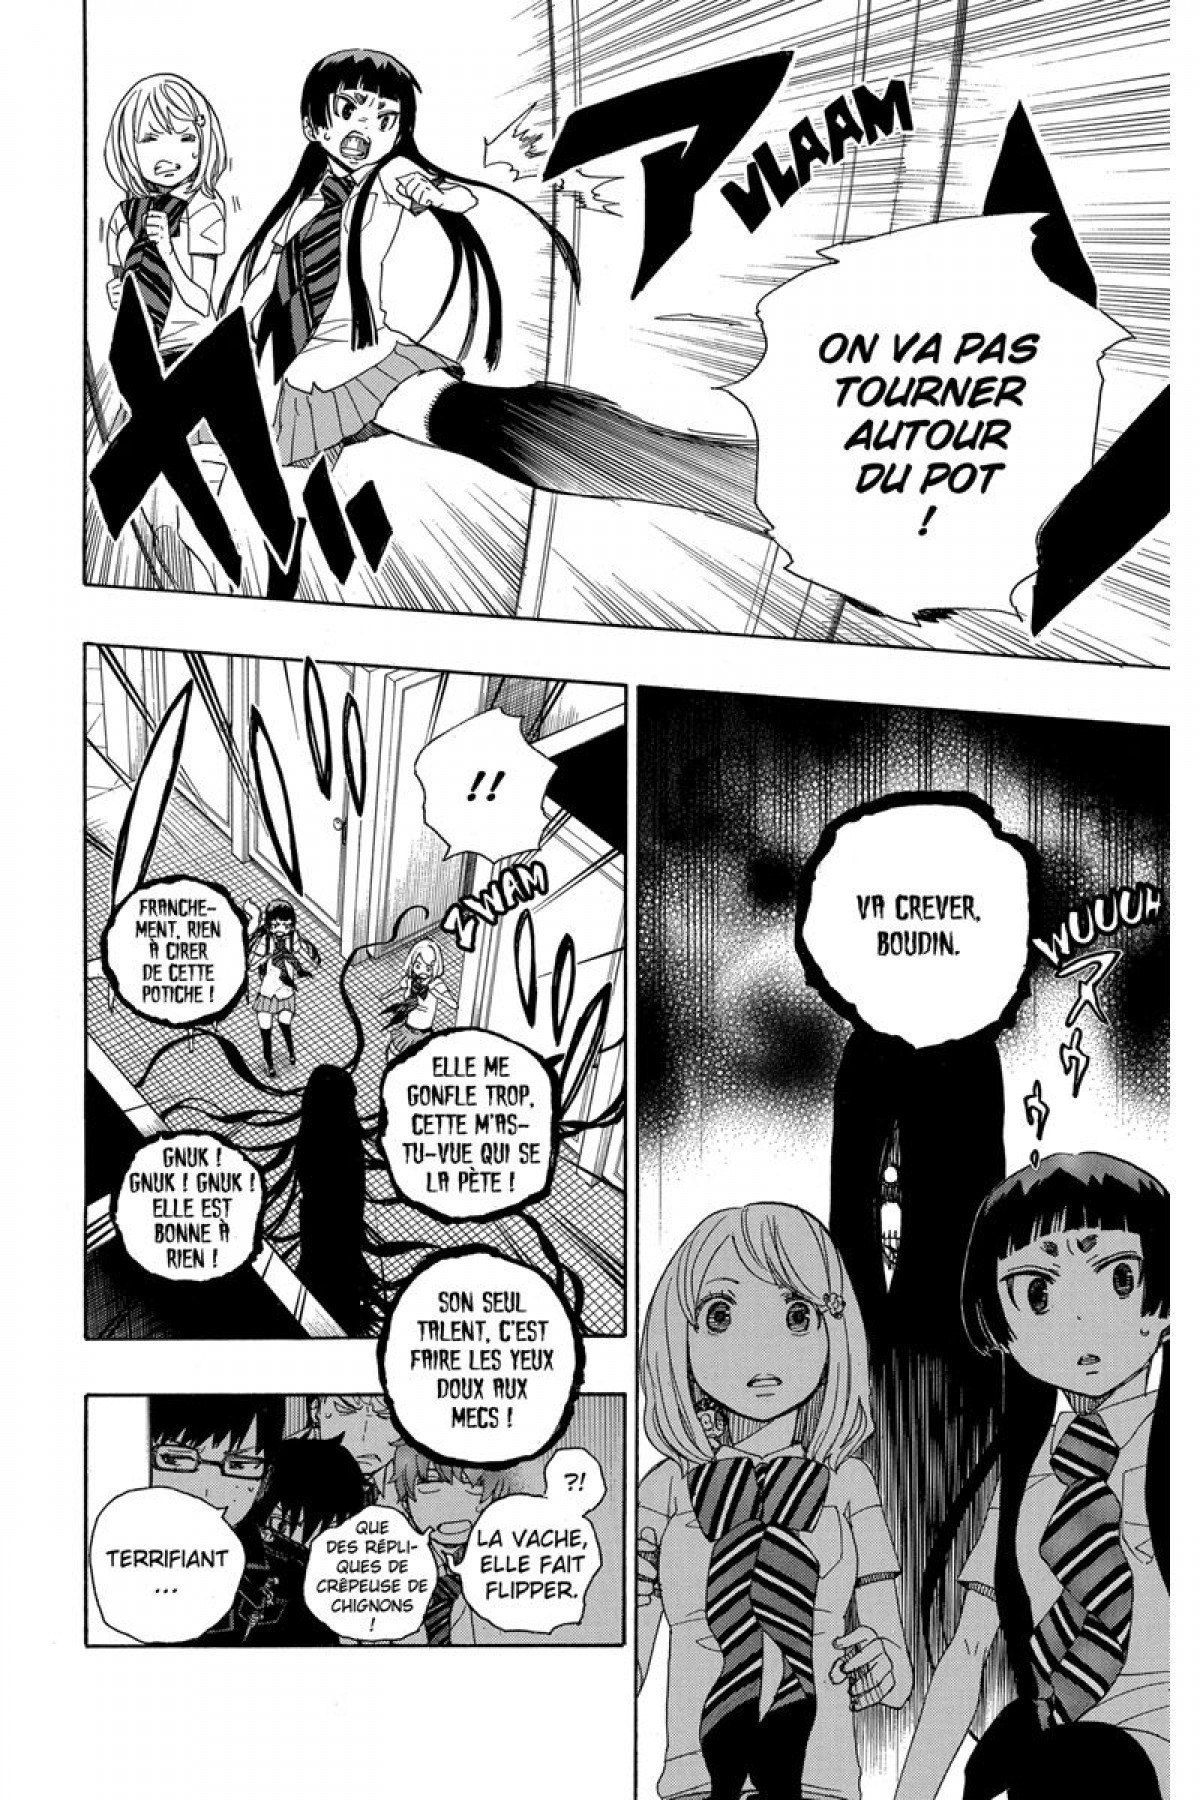 VLAAM
ON VA PAS
TOURNER
AUTOUR
DU POT
!
VA CREVER,
BOUDIN.
WUUUH
ズゥゥ…
!!
ZWAM
FRANCHE-
MENT, RIEN
À CIRER
DE CETTE
POTICHE !
ELLE ME
GONFLE TROP,
CETTE M'AS-
TU-VUE QUI SE
LA PÈTE !
GNUK !
GNUK ! GNUK !
ELLE EST
BONNE À
RIEN !
SON SEUL
TALENT, C'EST
FAIRE LES YEUX
DOUX AUX
MECS !
?!
LA VACHE,
ELLE FAIT
FLIPPER.
QUE
DES RÉPLI-
QUES DE
CRÊPEUSE DE
CHIGNONS
!
TERRIFIANT
...